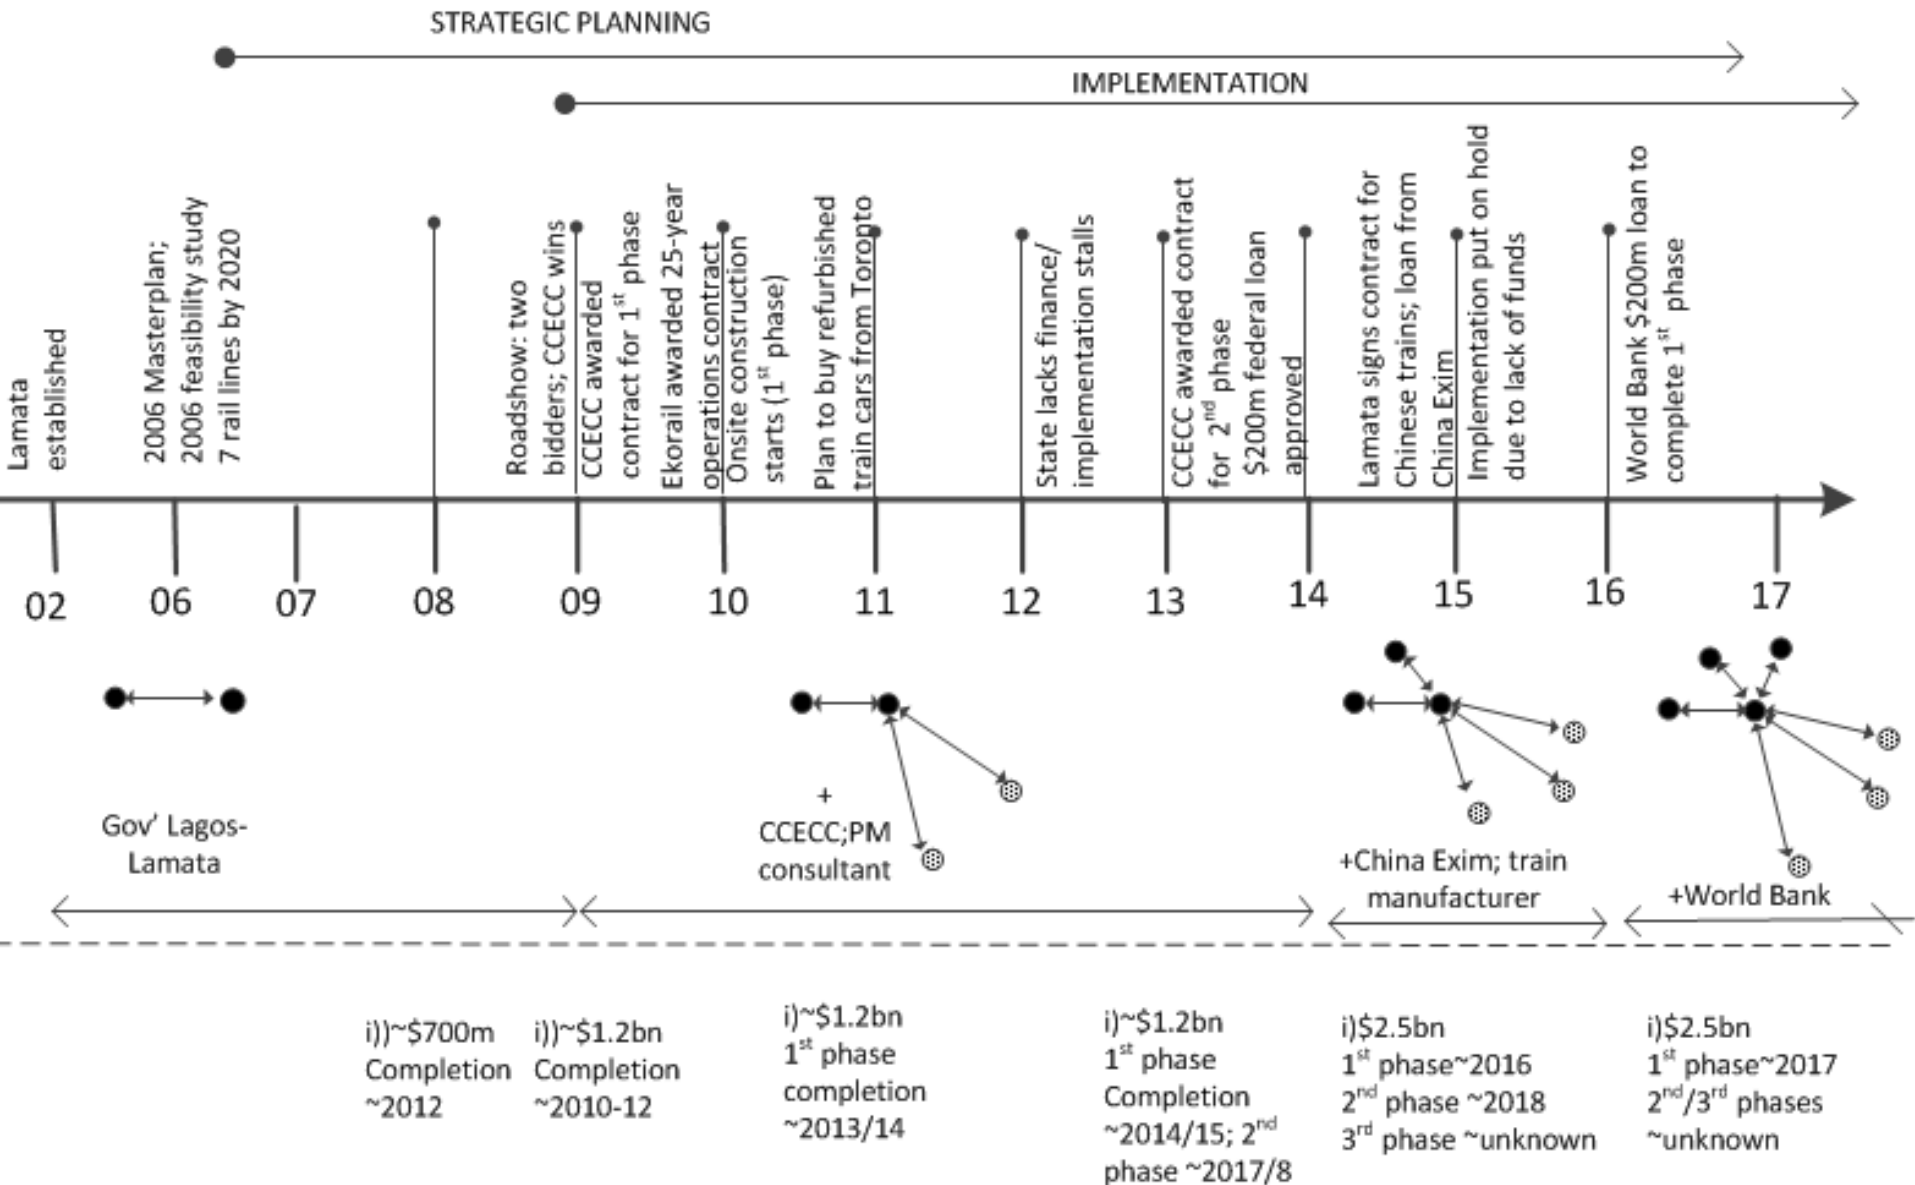 STRATEGIC PLANNING
IMPLEMENTATION
Lamata
established
2006 Masterplan;
2006 feasibility study
7 rail lines by 2020
Roadshow: two
bidders; CCECC wins
CCECC awarded
contract for 1st phase
Ekorail awarded 25-year
operations contract
Onsite construction
starts (1st phase)
Plan to buy refurbished
train cars from Toronto
State lacks finance/
implementation stalls
CCECC awarded contract
for 2nd phase
$200m federal loan
approved
Lamata signs contract for
Chinese trains; loan from
China Exim
Implementation put on hold
due to lack of funds
World Bank $200m loan to
complete 1st phase
02 06 07 08 09 10 11 12 13 14 15 16 17
Gov' Lagos-
Lamata
+
CCECC;PM
consultant
+China Exim; train
manufacturer
+World Bank
i))~$700m
Completion
~2012
i))~$1.2bn
Completion
~2010-12
i)~$1.2bn
1st phase
completion
~2013/14
i)~$1.2bn
1st phase
Completion
~2014/15; 2nd
phase ~2017/8
i)$2.5bn
1st phase~2016
2nd phase ~2018
3rd phase ~unknown
i)$2.5bn
1st phase~2017
2nd/3rd phases
~unknown